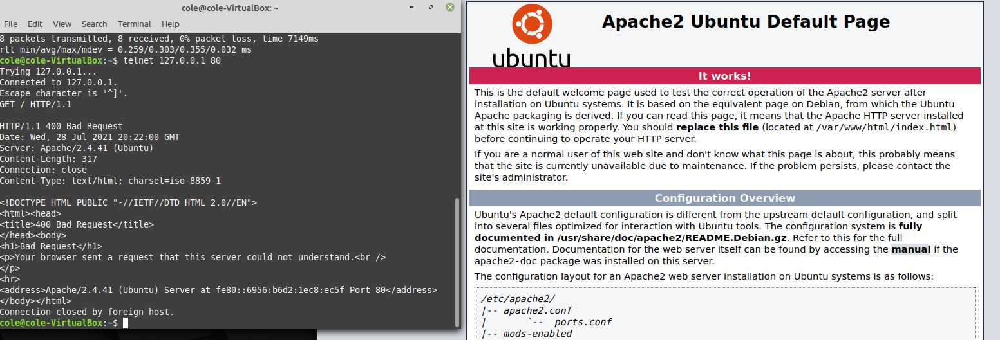 cole@cole-VirtualBox: ~
File Edit View Search Terminal Help
8 packets transmitted, 8 received, 0% packet loss, time 7149ms
rtt min/avg/max/mdev = 0.259/0.303/0.355/0.032 ms
cole@cole-VirtualBox:~$ telnet 127.0.0.1 80
Trying 127.0.0.1...
Connected to 127.0.0.1.
Escape character is '^]'.
GET / HTTP/1.1

HTTP/1.1 400 Bad Request
Date: Wed, 28 Jul 2021 20:22:00 GMT
Server: Apache/2.4.41 (Ubuntu)
Content-Length: 317
Connection: close
Content-Type: text/html; charset=iso-8859-1

<!DOCTYPE HTML PUBLIC "-//IETF//DTD HTML 2.0//EN">
<html><head>
<title>400 Bad Request</title>
</head><body>
<h1>Bad Request</h1>
<p>Your browser sent a request that this server could not understand.<br />
</p>
<hr>
<address>Apache/2.4.41 (Ubuntu) Server at fe80::6956:b6d2:1ec8:ec5f Port 80</address>
</body></html>
Connection closed by foreign host.
cole@cole-VirtualBox:~$
ubuntu
Apache2 Ubuntu Default Page
It works!
This is the default welcome page used to test the correct operation of the Apache2 server after
installation on Ubuntu systems. It is based on the equivalent page on Debian, from which the Ubuntu
Apache packaging is derived. If you can read this page, it means that the Apache HTTP server installed
at this site is working properly. You should replace this file (located at /var/www/html/index.html)
before continuing to operate your HTTP server.
If you are a normal user of this web site and don't know what this page is about, this probably means
that the site is currently unavailable due to maintenance. If the problem persists, please contact the
site's administrator.
Configuration Overview
Ubuntu's Apache2 default configuration is different from the upstream default configuration, and split
into several files optimized for interaction with Ubuntu tools. The configuration system is fully
documented in /usr/share/doc/apache2/README.Debian.gz. Refer to this for the full
documentation. Documentation for the web server itself can be found by accessing the manual if the
apache2-doc package was installed on this server.
The configuration layout for an Apache2 web server installation on Ubuntu systems is as follows:
/etc/apache2/
|-- apache2.conf
|       `--  ports.conf
|-- mods-enabled